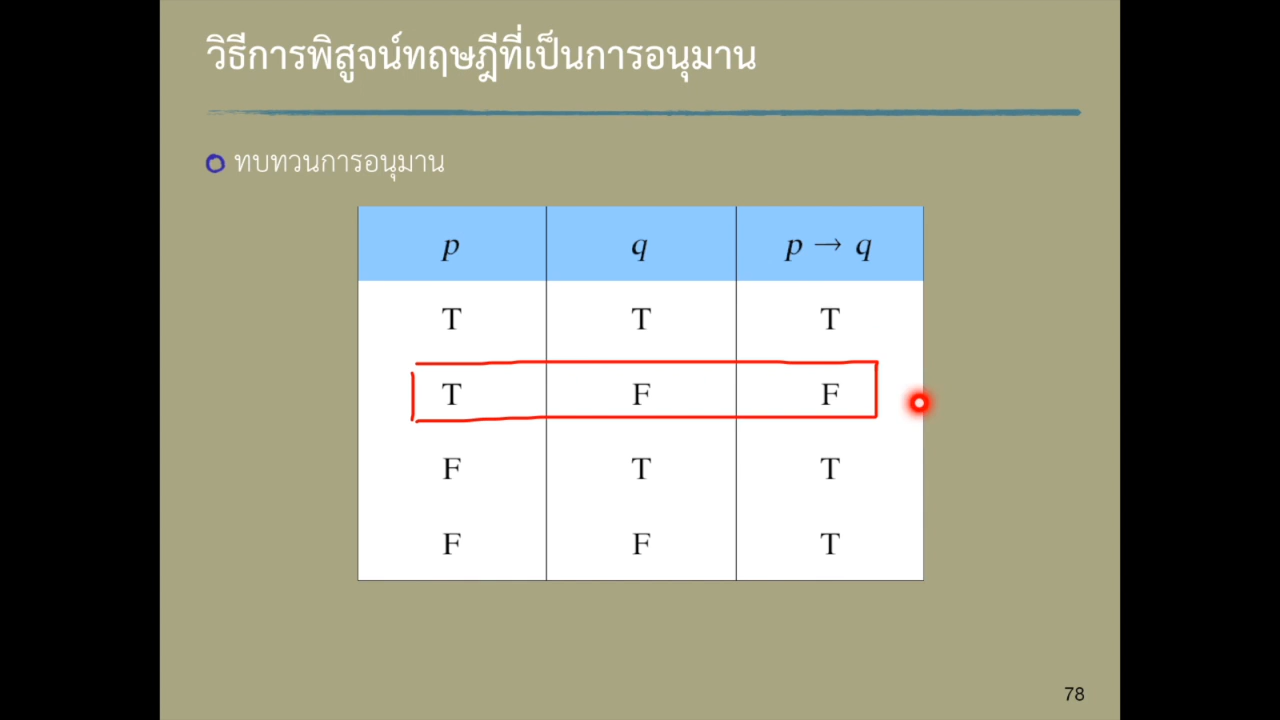 วิธีการพิสูจน์ทฤษฎีที่เป็นการอนุมาน
ทบทวนการอนุมาน
p q p → q
T T T
T F F
F T T
F F T
78